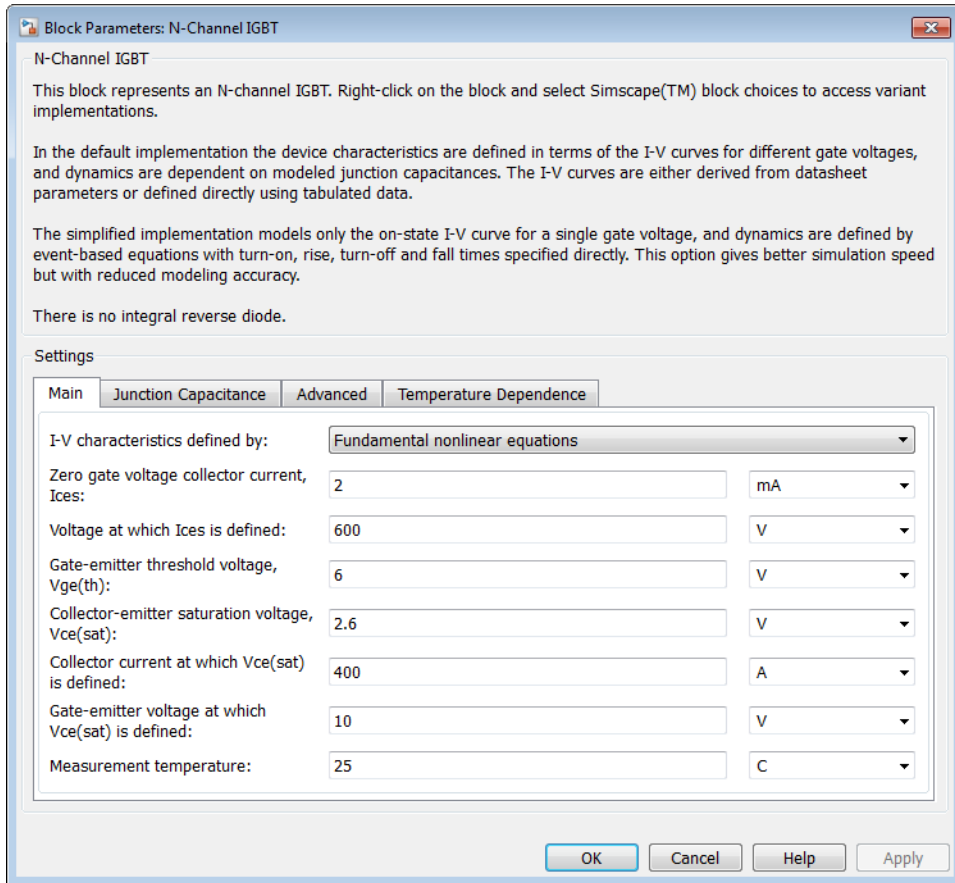 Block Parameters: N-Channel IGBT
N-Channel IGBT
This block represents an N-channel IGBT. Right-click on the block and select Simscape(TM) block choices to access variant
implementations.
In the default implementation the device characteristics are defined in terms of the I-V curves for different gate voltages,
and dynamics are dependent on modeled junction capacitances. The I-V curves are either derived from datasheet
parameters or defined directly using tabulated data.
The simplified implementation models only the on-state I-V curve for a single gate voltage, and dynamics are defined by
event-based equations with turn-on, rise, turn-off and fall times specified directly. This option gives better simulation speed
but with reduced modeling accuracy.
There is no integral reverse diode.
Settings
Main Junction Capacitance Advanced Temperature Dependence
I-V characteristics defined by: Fundamental nonlinear equations
Zero gate voltage collector current,
Ices: 2 mA
Voltage at which Ices is defined: 600 V
Gate-emitter threshold voltage,
Vge(th): 6 V
Collector-emitter saturation voltage,
Vce(sat): 2.6 V
Collector current at which Vce(sat)
is defined: 400 A
Gate-emitter voltage at which
Vce(sat) is defined: 10 V
Measurement temperature: 25 C
OK Cancel Help Apply